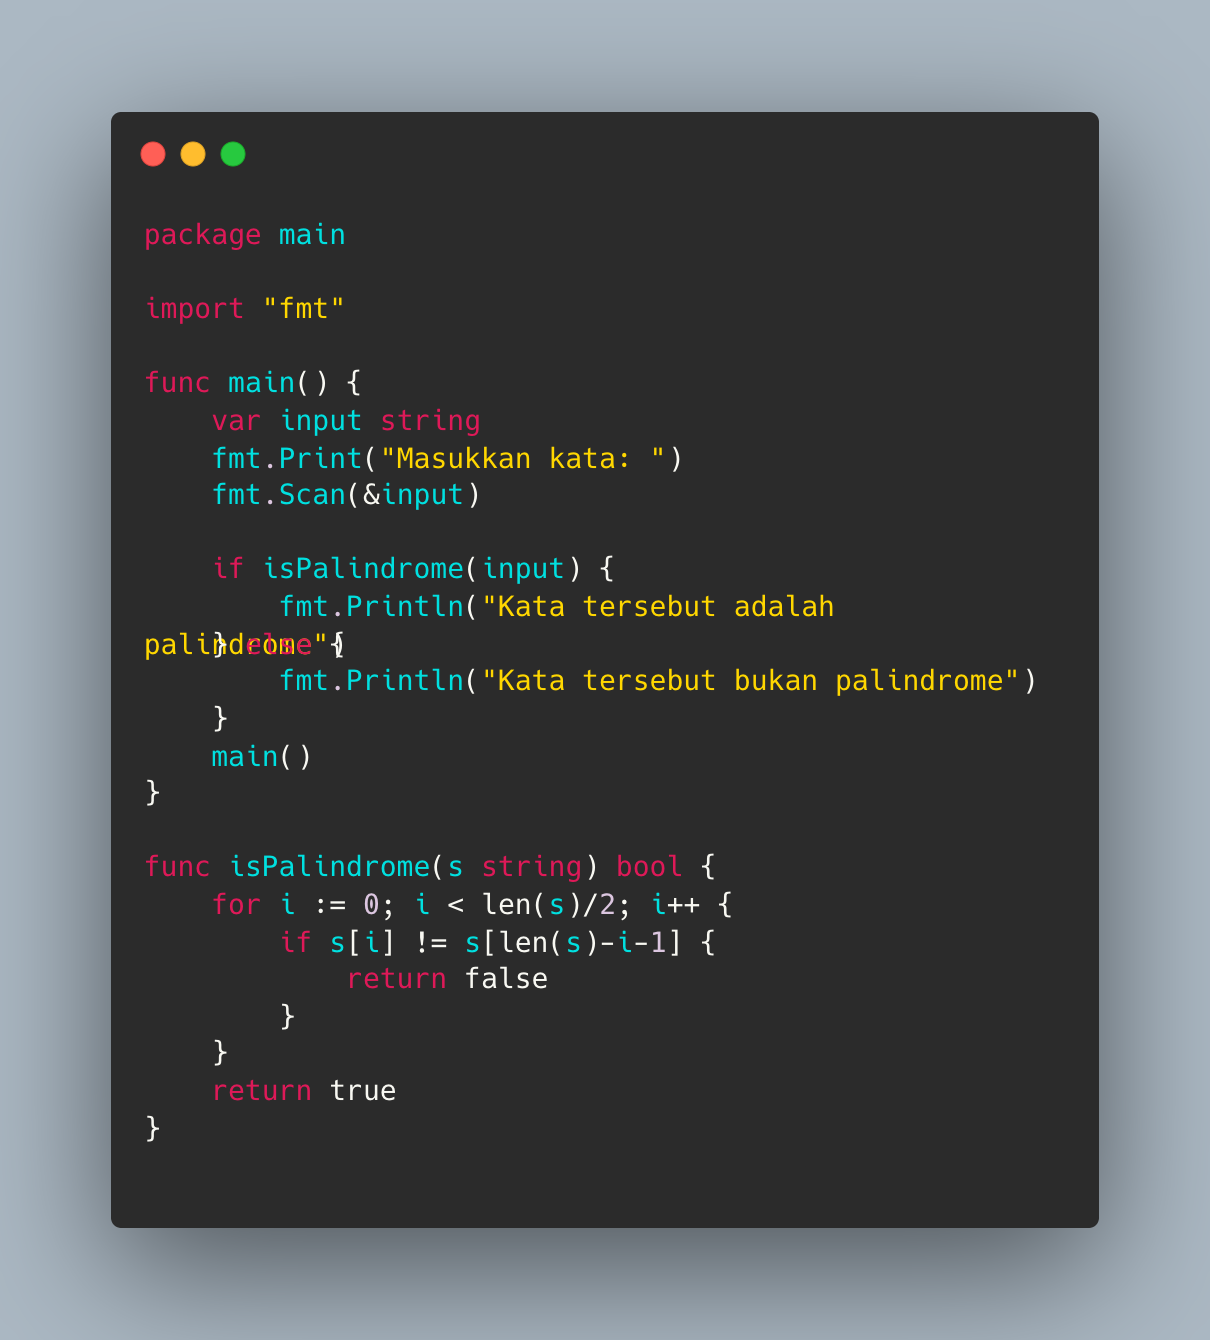 package main

import "fmt"

func main() {
    var input string
    fmt.Print("Masukkan kata: ")
    fmt.Scan(&input)

    if isPalindrome(input) {
        fmt.Println("Kata tersebut adalah
palindrome")
    } else {
        fmt.Println("Kata tersebut bukan palindrome")
    }
    main()
}

func isPalindrome(s string) bool {
    for i := 0; i < len(s)/2; i++ {
        if s[i] != s[len(s)-i-1] {
            return false
        }
    }
    return true
}